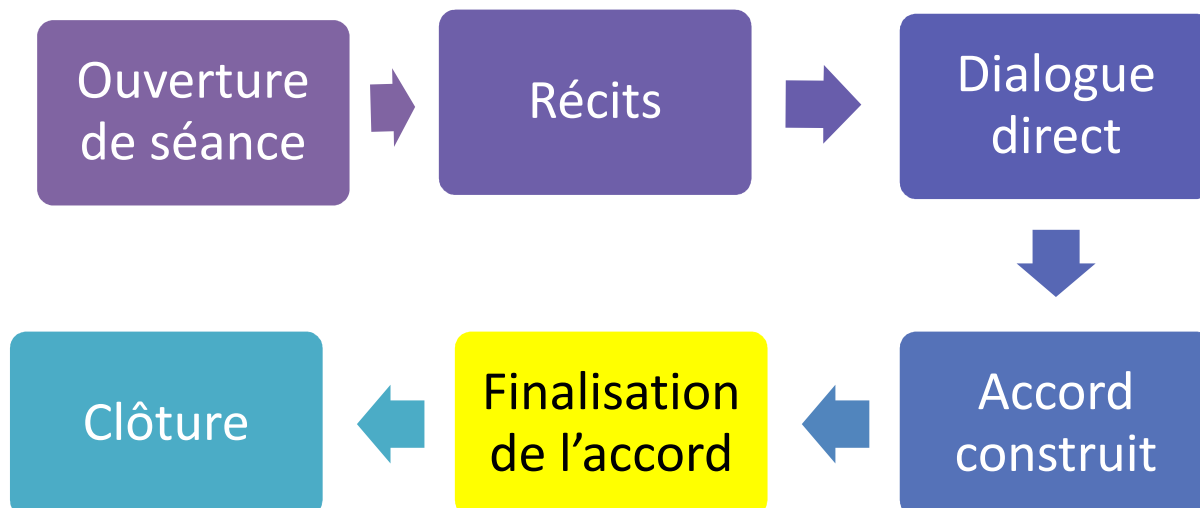 Ouverture
de séance
Récits
Dialogue
direct
Accord
construit
Finalisation
de l’accord
Clôture